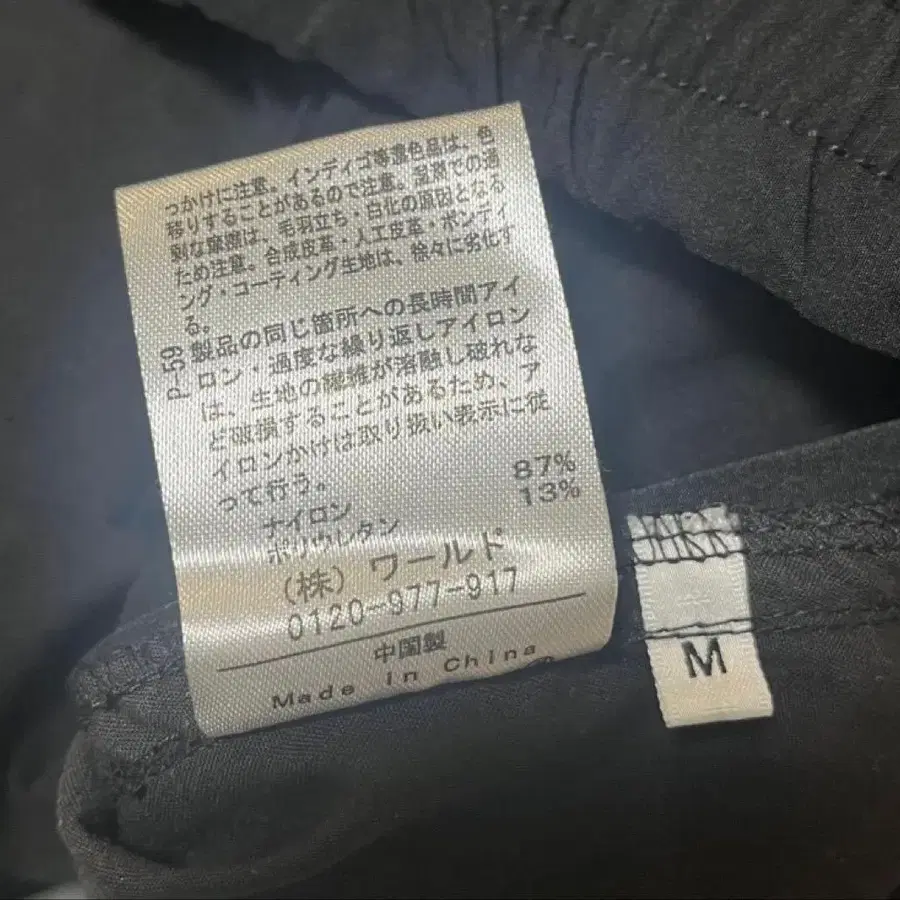 っかけに注意。インディゴ等濃色品は、色
移りすることがあるので注意。湿潤での過
剰な摩擦は、毛羽立ち・白化の原因となる
ため注意。合成皮革・人工皮革・ボンディ
ング・コーティング生地は、徐々に劣化す
る。
P-59
製品の同じ箇所への長時間アイ
ロン・過度な繰り返しアイロン
は、生地の繊維が溶融し破れな
ど破損することがあるため、ア
イロンかけは取り扱い表示に従
って行う。
ナイロン 87%
ポリウレタン 13%
(株) ワールド
0120-977-917
中国製
Made in China
M